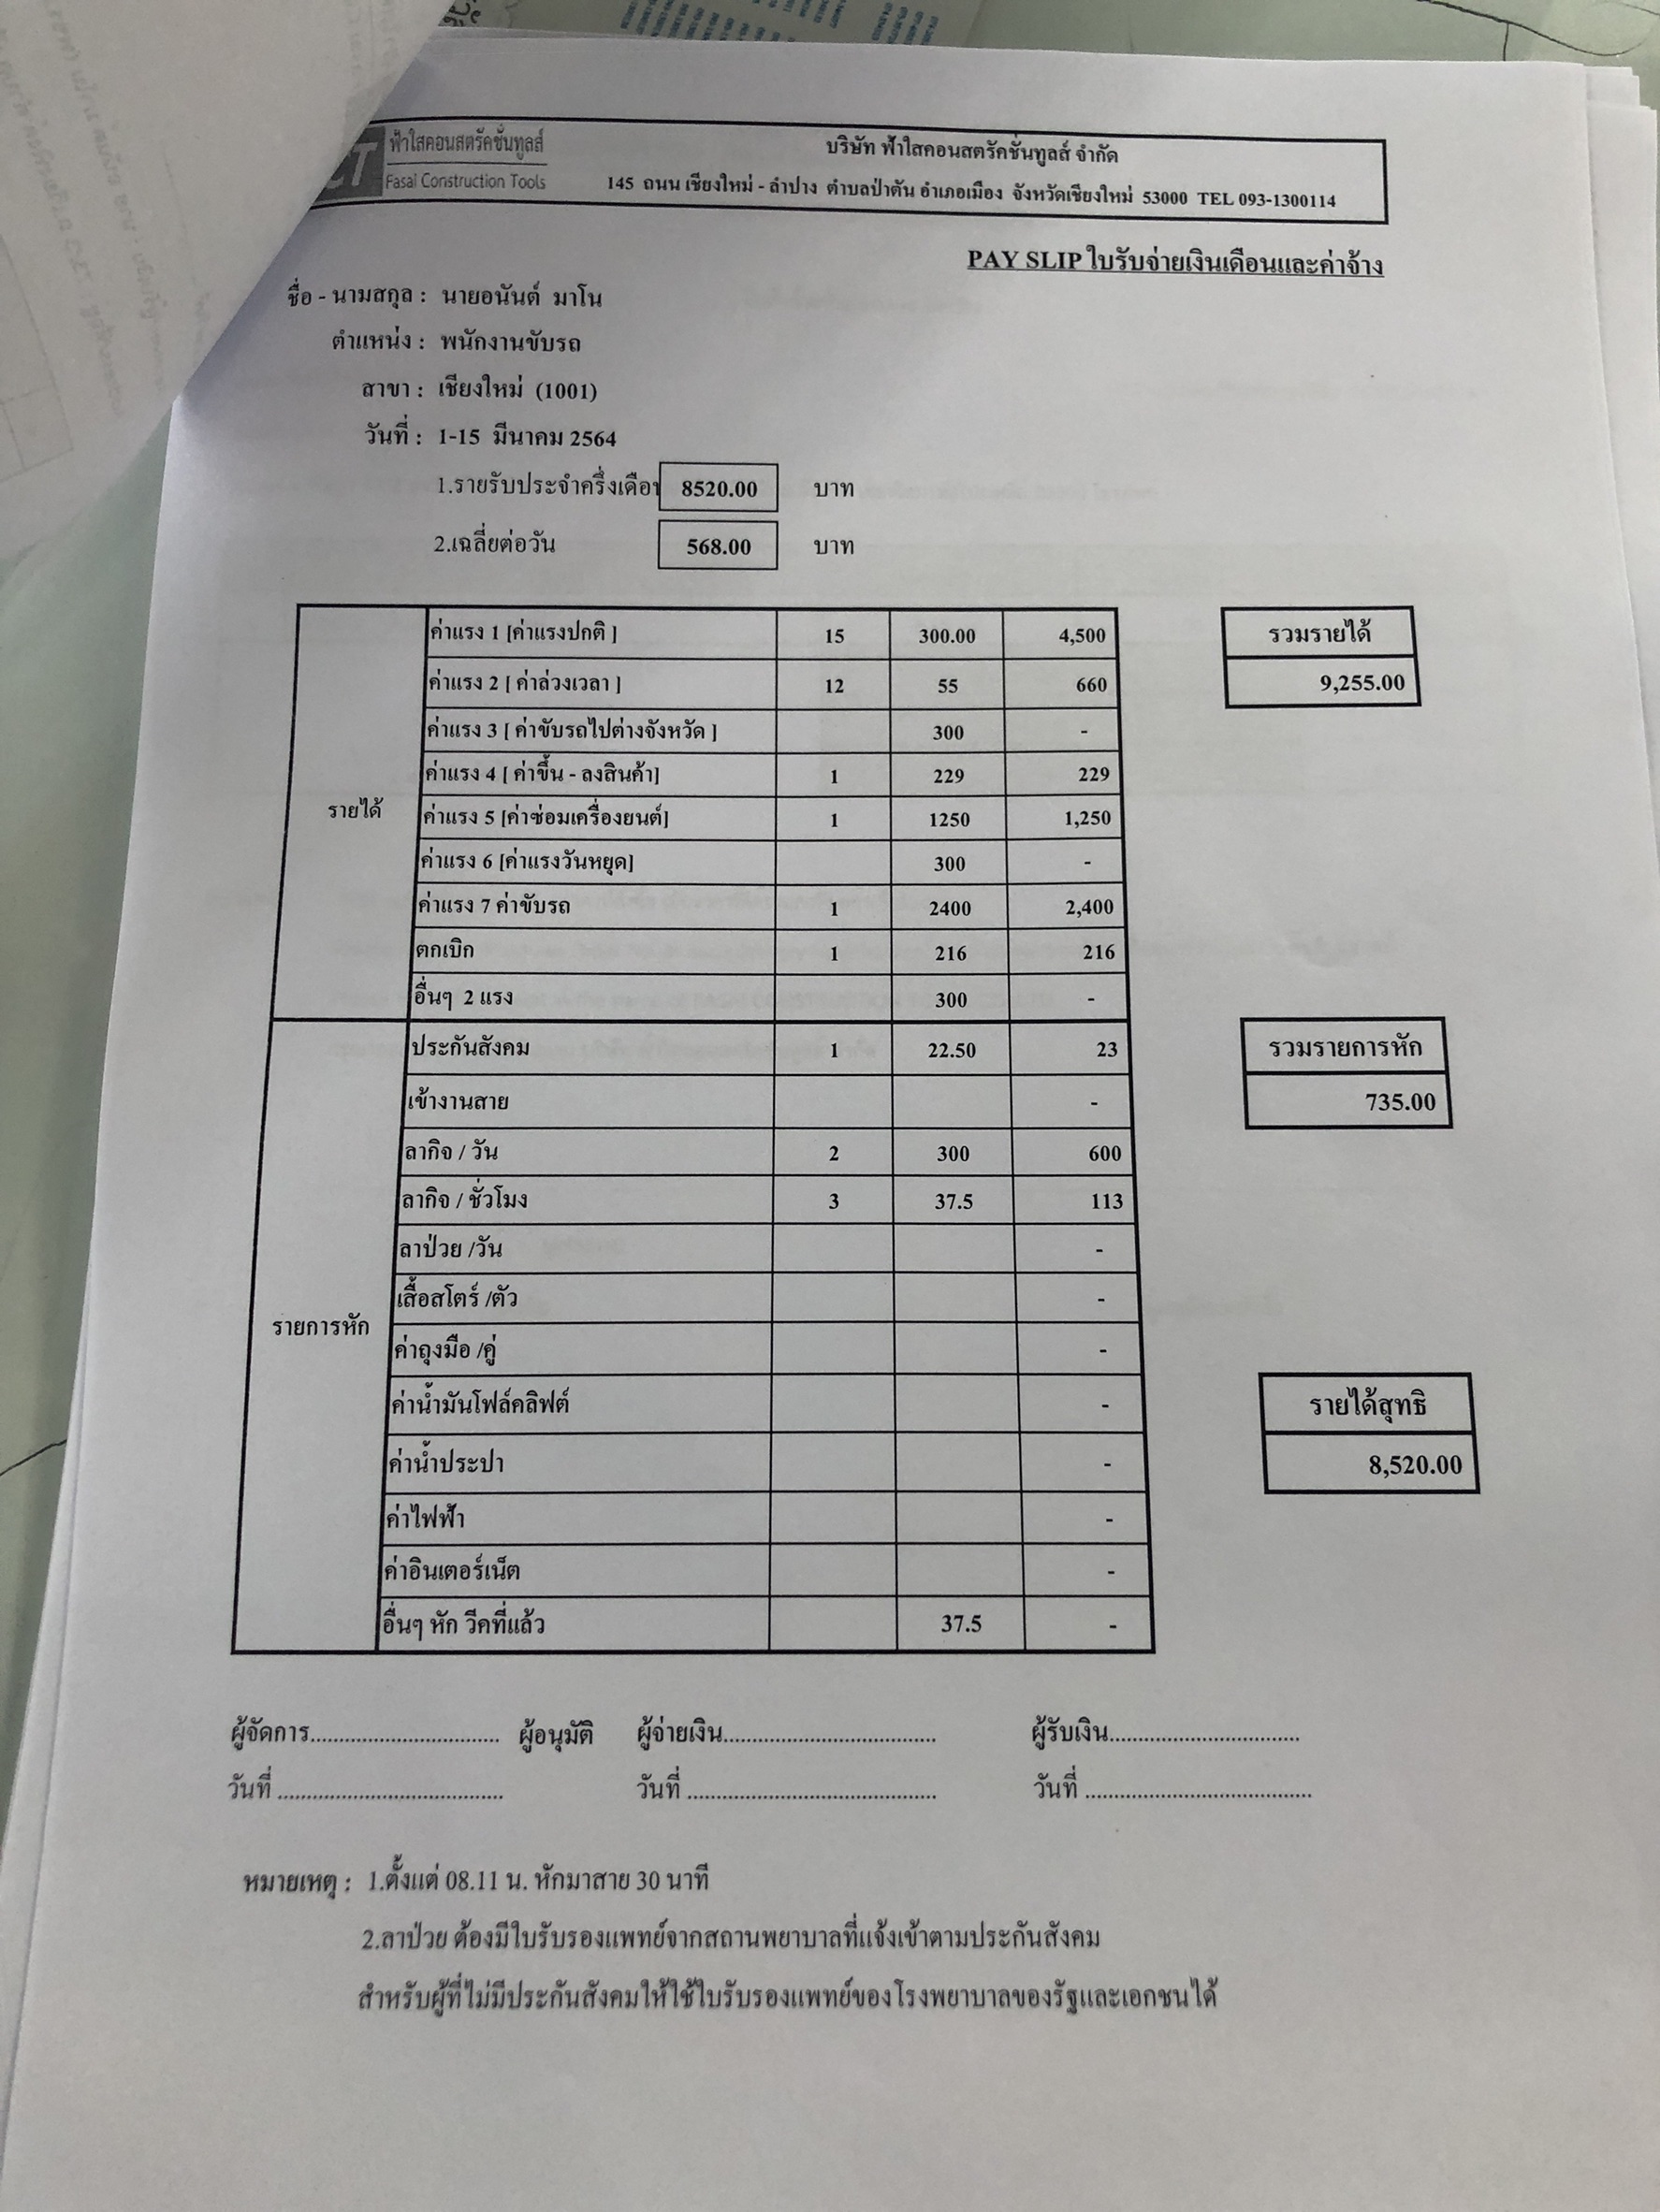 CT
ฟ้าใสคอนสตรัคชั่นทูลส์
Fasai Construction Tools
บริษัท ฟ้าใสคอนสตรัคชั่นทูลส์ จำกัด
145 ถนน เชียงใหม่ - ลำปาง ตำบลป่าตัน อำเภอเมือง จังหวัดเชียงใหม่ 53000 TEL 093-1300114
PAY SLIP ใบรับจ่ายเงินเดือนและค่าจ้าง
ชื่อ - นามสกุล : นายอนันต์ มาโน
ตำแหน่ง : พนักงานขับรถ
สาขา : เชียงใหม่ (1001)
วันที่ : 1-15 มีนาคม 2564
1.รายรับประจำครึ่งเดือน 8520.00 บาท
2.เฉลี่ยต่อวัน 568.00 บาท
รายได้
ค่าแรง 1 [ค่าแรงปกติ ] 15 300.00 4,500
ค่าแรง 2 [ ค่าล่วงเวลา ] 12 55 660
ค่าแรง 3 [ ค่าขับรถไปต่างจังหวัด ] 300 -
ค่าแรง 4 [ ค่าขึ้น - ลงสินค้า] 1 229 229
ค่าแรง 5 [ค่าซ่อมเครื่องยนต์] 1 1250 1,250
ค่าแรง 6 [ค่าแรงวันหยุด] 300 -
ค่าแรง 7 ค่าขับรถ 1 2400 2,400
ตกเบิก 1 216 216
อื่นๆ 2 แรง 300 -
รวมรายได้
9,255.00
รายการหัก
ประกันสังคม 1 22.50 23
เข้างานสาย -
ลากิจ / วัน 2 300 600
ลากิจ / ชั่วโมง 3 37.5 113
ลาป่วย /วัน -
เสื้อสโตร์ /ตัว -
ค่าถุงมือ /คู่ -
ค่าน้ำมันโฟล์คลิฟต์ -
ค่าน้ำประปา -
ค่าไฟฟ้า -
ค่าอินเตอร์เน็ต -
อื่นๆ หัก วีคที่แล้ว 37.5 -
รวมรายการหัก
735.00
รายได้สุทธิ
8,520.00
ผู้จัดการ................................ ผู้อนุมัติ ผู้จ่ายเงิน.................................... ผู้รับเงิน................................
วันที่ ...................................... วันที่ .......................................... วันที่ ......................................
หมายเหตุ : 1.ตั้งแต่ 08.11 น. หักมาสาย 30 นาที
2.ลาป่วย ต้องมีใบรับรองแพทย์จากสถานพยาบาลที่แจ้งเข้าตามประกันสังคม
สำหรับผู้ที่ไม่มีประกันสังคมให้ใช้ใบรับรองแพทย์ของโรงพยาบาลของรัฐและเอกชนได้